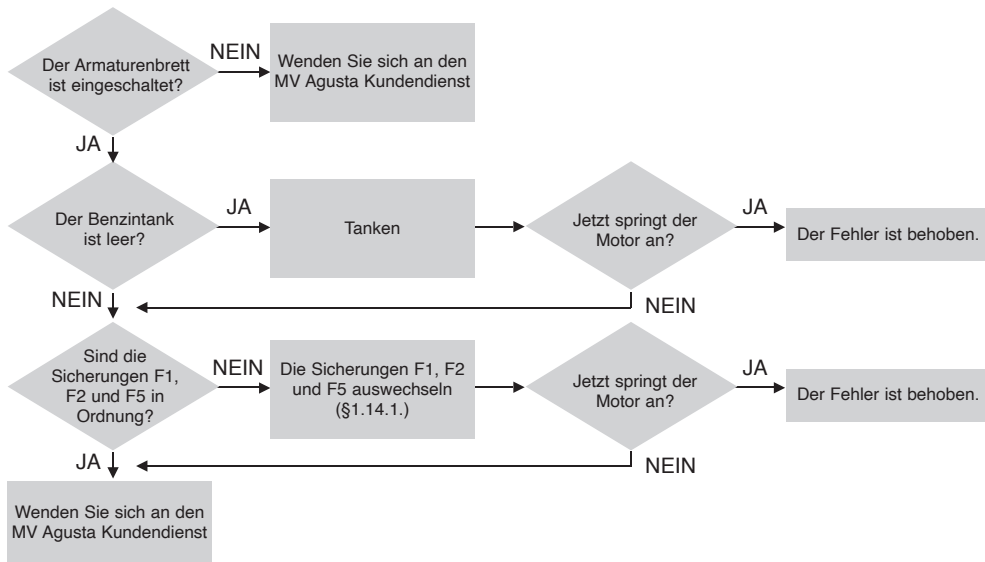 Der Armaturenbrett
ist eingeschaltet?
NEIN
Wenden Sie sich an den
MV Agusta Kundendienst
JA
Der Benzintank
ist leer?
JA
Tanken
Jetzt springt der
Motor an?
JA
Der Fehler ist behoben.
NEIN
NEIN
Sind die
Sicherungen F1,
F2 und F5 in
Ordnung?
NEIN
Die Sicherungen F1, F2
und F5 auswechseln
(§1.14.1.)
Jetzt springt der
Motor an?
JA
Der Fehler ist behoben.
JA
NEIN
Wenden Sie sich an den
MV Agusta Kundendienst